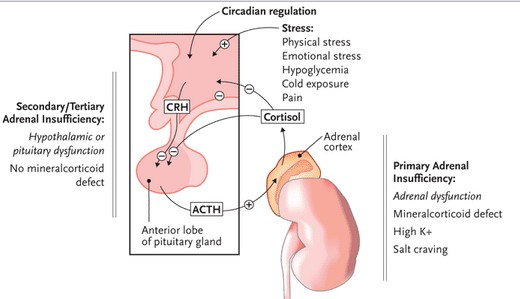 Circadian regulation
Stress:
Physical stress
Emotional stress
Hypoglycemia
Cold exposure
Pain
Secondary/Tertiary
Adrenal Insufficiency:
Hypothalamic or
pituitary dysfunction
No mineralcorticoid
defect
CRH
Cortisol
Adrenal
cortex
ACTH
Anterior lobe
of pituitary gland
Primary Adrenal
Insufficiency:
Adrenal dysfunction
Mineralcorticoid defect
High K+
Salt craving